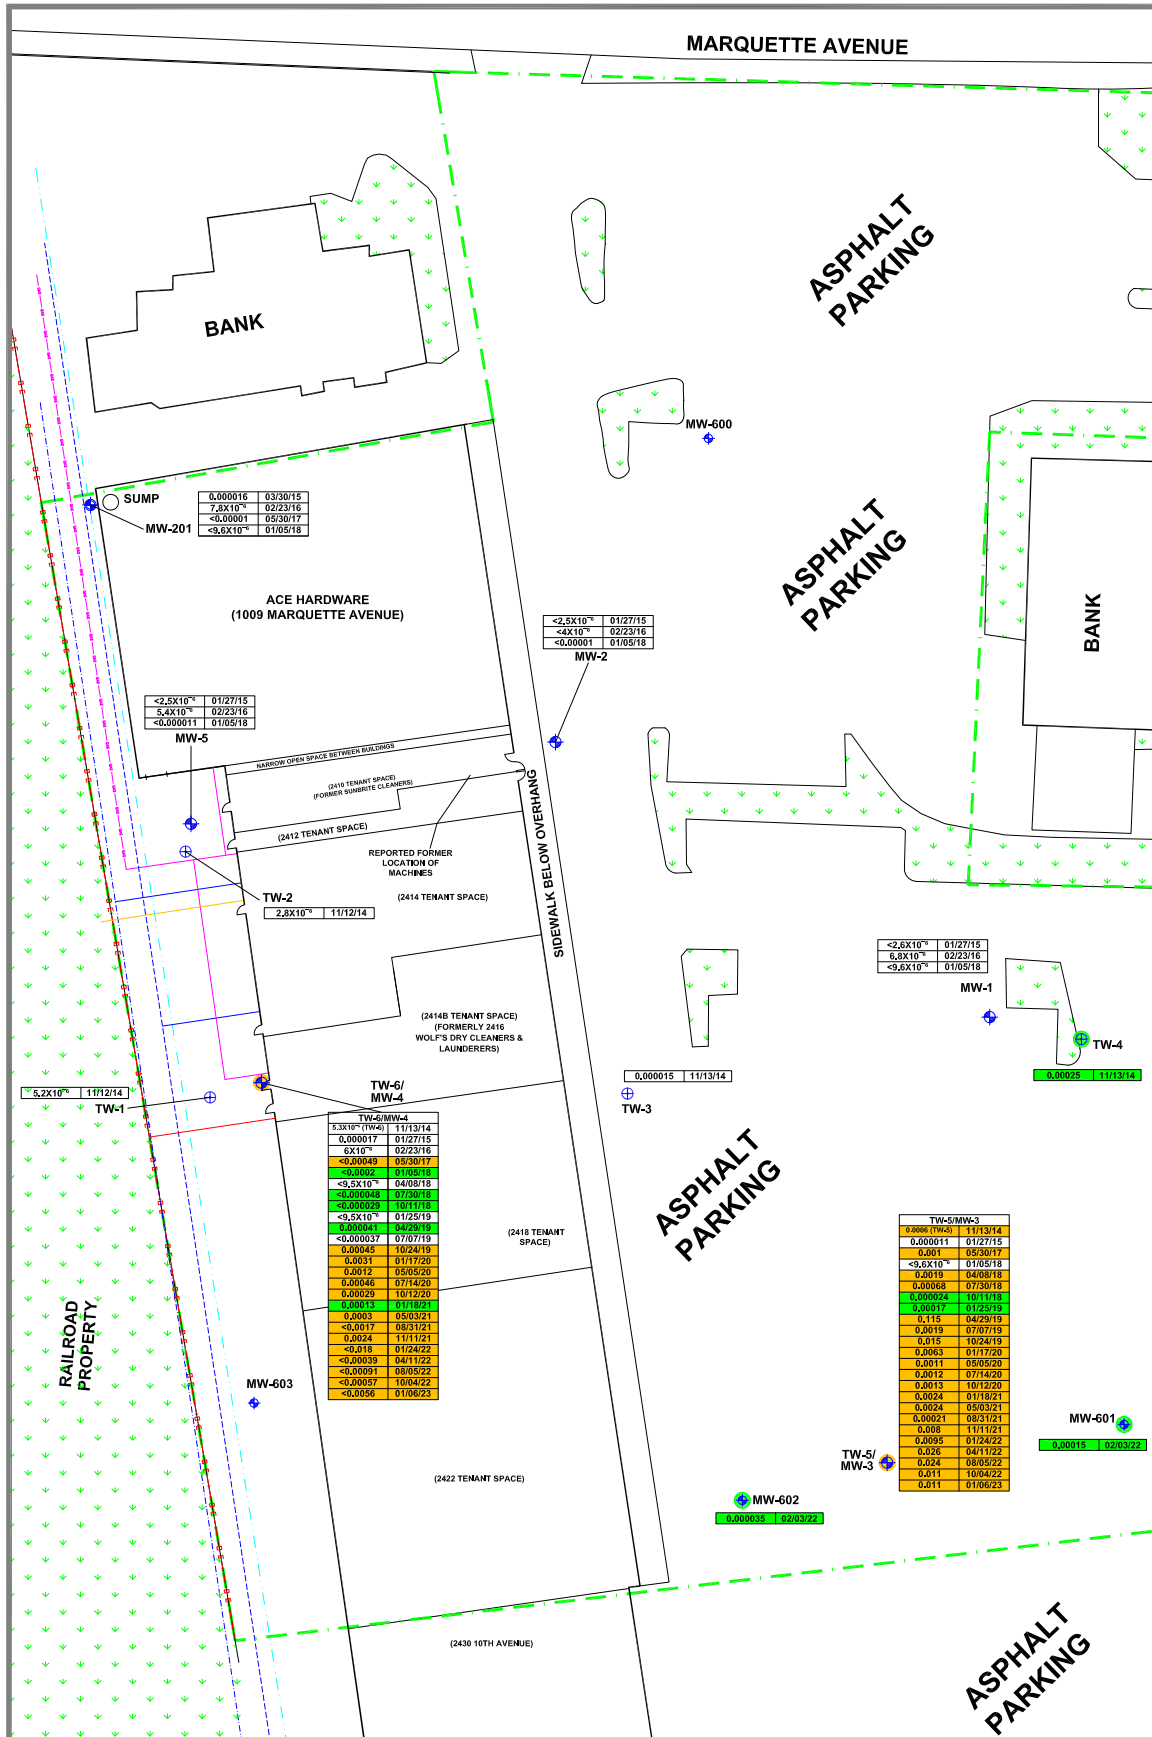 MARQUETTE AVENUE
ASPHALT
PARKING
BANK
MW-600
SUMP
MW-201
0.000016 03/30/15
7.8X10⁻⁶ 02/23/16
<0.00001 05/30/17
<9.6X10⁻⁶ 01/05/18
ASPHALT
PARKING
ACE HARDWARE
(1009 MARQUETTE AVENUE)
BANK
<2.5X10⁻⁶ 01/27/15
<4X10⁻⁶ 02/23/16
<0.00001 01/05/18
MW-2
<2.5X10⁻⁶ 01/27/15
5.4X10⁻⁶ 02/23/16
<0.000011 01/05/18
MW-5
NARROW OPEN SPACE BETWEEN BUILDINGS
(2410 TENANT SPACE)
(FORMER SUNBRITE CLEANERS)
(2412 TENANT SPACE)
REPORTED FORMER
LOCATION OF
MACHINES
SIDEWALK BELOW OVERHANG
TW-2
2.8X10⁻⁶ 11/12/14
(2414 TENANT SPACE)
<2.6X10⁻⁶ 01/27/15
6.8X10⁻⁶ 02/23/16
<9.6X10⁻⁶ 01/05/18
MW-1
(2414B TENANT SPACE)
(FORMERLY 2416
WOLF'S DRY CLEANERS &
LAUNDERERS)
TW-4
0.00025 11/13/14
0.000015 11/13/14
TW-3
5.2X10⁻⁶ 11/12/14
TW-1
TW-6/
MW-4
TW-6/MW-4
5.3X10⁻⁶ (TW-6) 11/13/14
0.000017 01/27/15
6X10⁻⁶ 02/23/16
<0.00049 05/30/17
<0.0002 01/05/18
<9.5X10⁻⁶ 04/08/18
<0.000048 07/30/18
<0.000029 10/11/18
<9.5X10⁻⁶ 01/25/19
0.000041 04/29/19
<0.000037 07/07/19
0.00045 10/24/19
0.0031 01/17/20
0.0012 05/05/20
0.00046 07/14/20
0.00029 10/12/20
0.00013 01/18/21
0.0003 05/03/21
<0.0017 08/31/21
0.0024 11/11/21
<0.018 01/24/22
<0.00039 04/11/22
<0.00091 08/05/22
<0.00057 10/04/22
<0.0056 01/06/23
ASPHALT
PARKING
(2418 TENANT
SPACE)
TW-5/MW-3
0.0006 (TW-5) 11/13/14
0.000011 01/27/15
0.001 05/30/17
<9.6X10⁻⁶ 01/05/18
0.0019 04/08/18
0.00068 07/30/18
0.000024 10/11/18
0.00017 01/25/19
0.115 04/29/19
0.0019 07/07/19
0.015 10/24/19
0.0063 01/17/20
0.0011 05/05/20
0.0012 07/14/20
0.0013 10/12/20
0.0024 01/18/21
0.0024 05/03/21
0.00021 08/31/21
0.008 11/11/21
0.0095 01/24/22
0.026 04/11/22
0.024 08/05/22
0.011 10/04/22
0.011 01/06/23
RAILROAD
PROPERTY
MW-603
MW-601
0.00015 02/03/22
TW-5/
MW-3
(2422 TENANT SPACE)
MW-602
0.000035 02/03/22
(2430 10TH AVENUE)
ASPHALT
PARKING